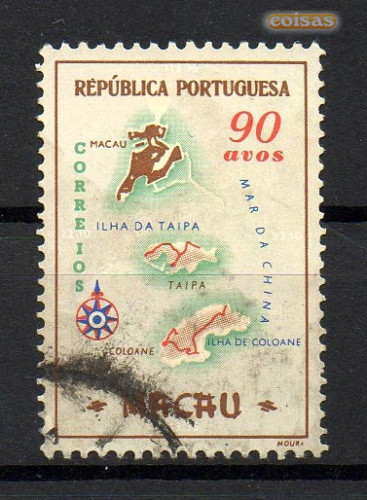 coisas
REPÚBLICA PORTUGUESA
90
avos
MACAU
CORREIOS
MAR DA CHINA
ILHA DA TAIPA
TAIPA
ILHA DE COLOANE
COLOANE
MACAU
MOURA